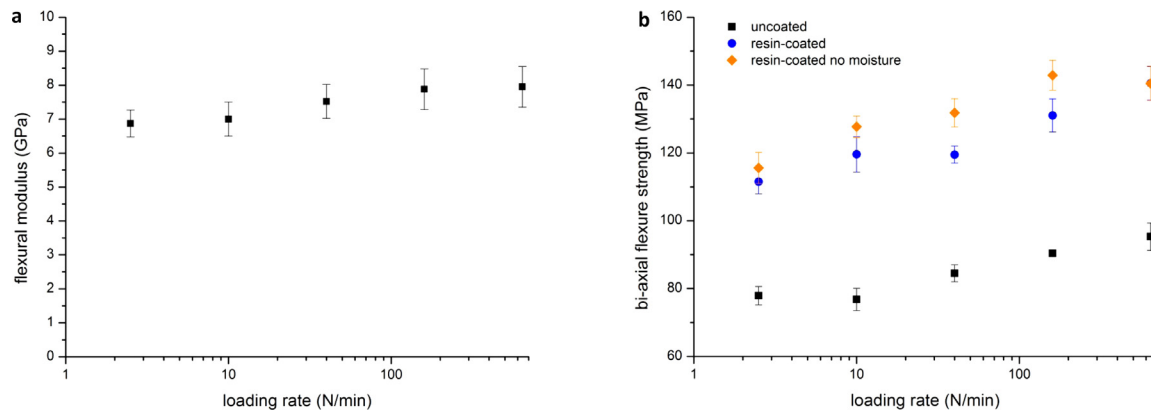 a
10
9
8
7
6
5
4
3
2
1
0
flexural modulus (GPa)
1 10 100
loading rate (N/min)
b
uncoated
resin-coated
resin-coated no moisture
160
140
120
100
80
60
bi-axial flexure strength (MPa)
1 10 100
loading rate (N/min)